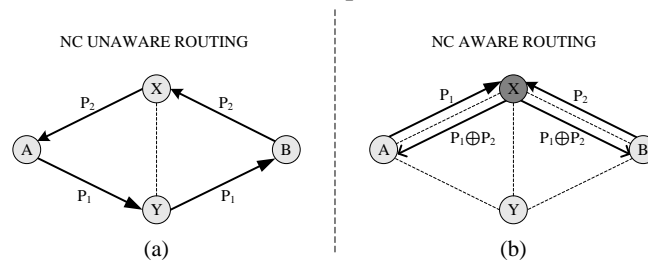 NC UNAWARE ROUTING
X
P2
P2
A
B
P1
P1
Y
(a)
NC AWARE ROUTING
X
P1
P2
A
P1⨁P2
P1⨁P2
B
Y
(b)